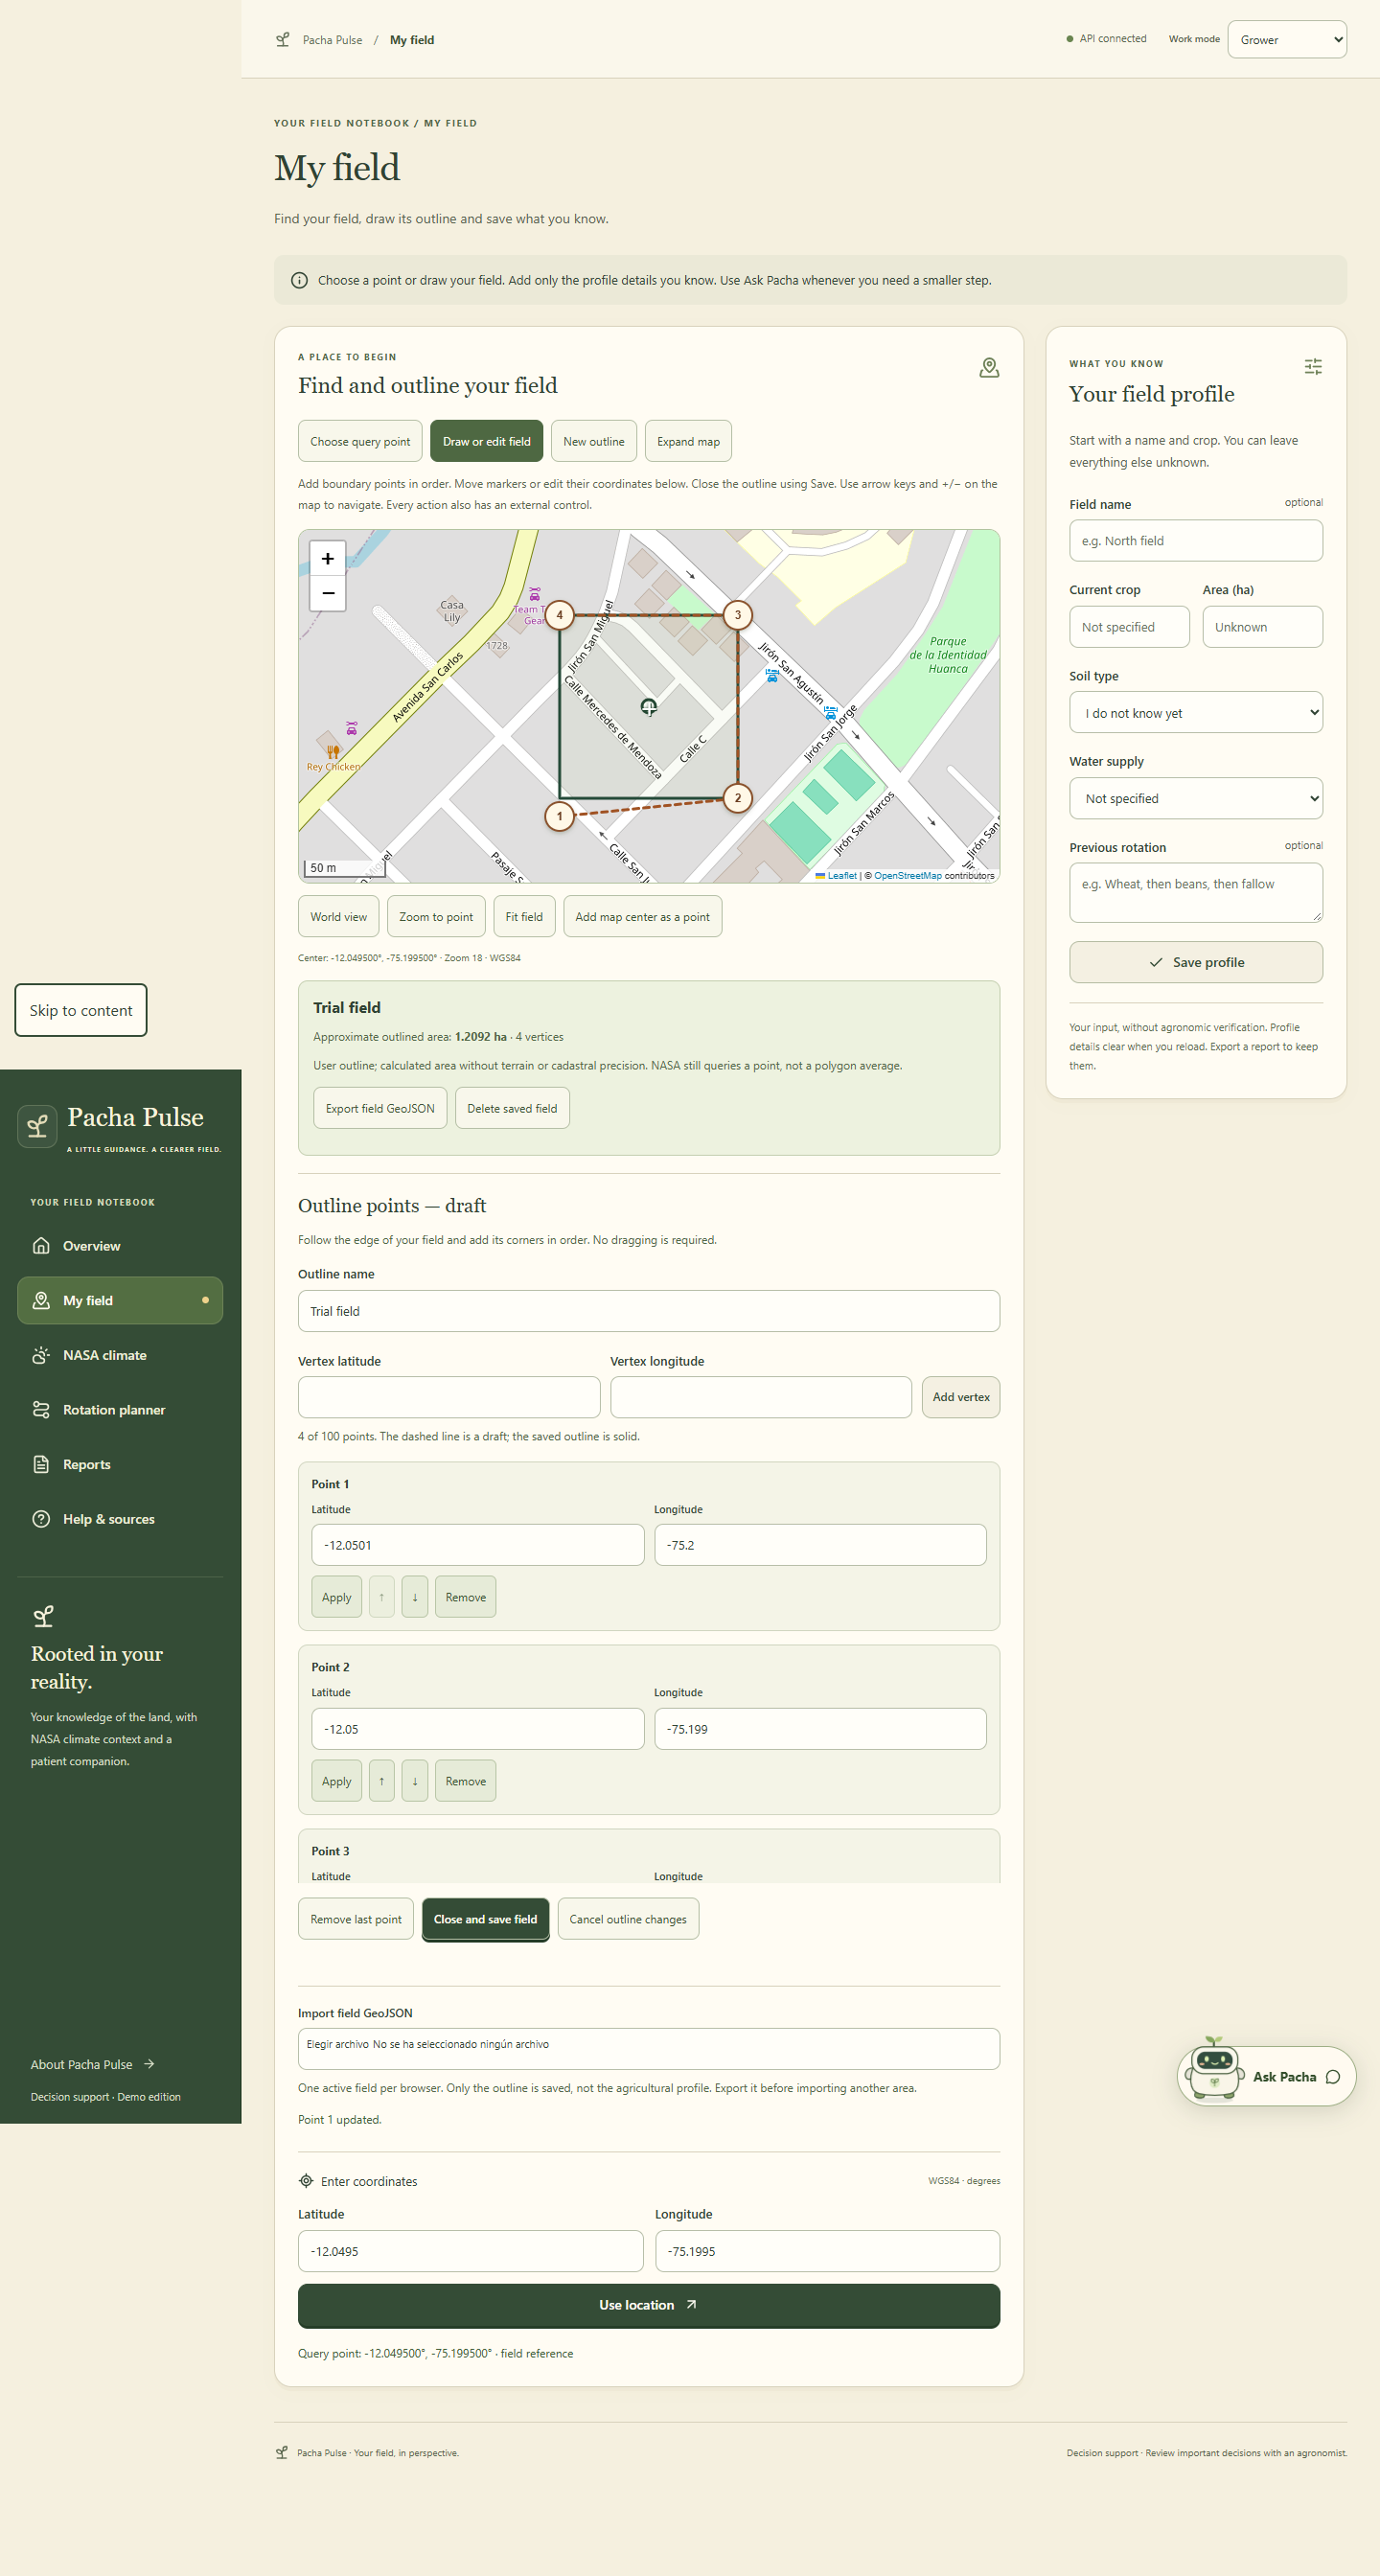 Pacha Pulse / My field
API connected
Work mode
Grower
YOUR FIELD NOTEBOOK / MY FIELD
My field
Find your field, draw its outline and save what you know.
Choose a point or draw your field. Add only the profile details you know. Use Ask Pacha whenever you need a smaller step.
A PLACE TO BEGIN
Find and outline your field
Choose query point
Draw or edit field
New outline
Expand map
Add boundary points in order. Move markers or edit their coordinates below. Close the outline using Save. Use arrow keys and +/− on the
map to navigate. Every action also has an external control.
+
−
Casa
Lily
1728
Team T
Gear
4
3
2
1
Jirón San Miguel
Avenida San Carlos
Calle Mercedes de Mendoza
Calle C
Jirón San Agustín
Jirón San Jorge
Jirón San Marcos
Parque
de la Identidad
Huanca
Rey Chicken
Pasaje S
Calle San J
Jirón San
50 m
Leaflet | © OpenStreetMap contributors
World view
Zoom to point
Fit field
Add map center as a point
Center: -12.049500°, -75.199500° · Zoom 18 · WGS84
Trial field
Approximate outlined area: 1.2092 ha · 4 vertices
User outline; calculated area without terrain or cadastral precision. NASA still queries a point, not a polygon average.
Export field GeoJSON
Delete saved field
Outline points — draft
Follow the edge of your field and add its corners in order. No dragging is required.
Outline name
Trial field
Vertex latitude
Vertex longitude
Add vertex
4 of 100 points. The dashed line is a draft; the saved outline is solid.
Point 1
Latitude
Longitude
-12.0501
-75.2
Apply
↑
↓
Remove
Point 2
Latitude
Longitude
-12.05
-75.199
Apply
↑
↓
Remove
Point 3
Latitude
Longitude
Remove last point
Close and save field
Cancel outline changes
Import field GeoJSON
Elegir archivo No se ha seleccionado ningún archivo
One active field per browser. Only the outline is saved, not the agricultural profile. Export it before importing another area.
Point 1 updated.
Enter coordinates
WGS84 · degrees
Latitude
Longitude
-12.0495
-75.1995
Use location
Query point: -12.049500°, -75.199500° · field reference
WHAT YOU KNOW
Your field profile
Start with a name and crop. You can leave
everything else unknown.
Field name
optional
e.g. North field
Current crop
Area (ha)
Not specified
Unknown
Soil type
I do not know yet
Water supply
Not specified
Previous rotation
optional
e.g. Wheat, then beans, then fallow
Save profile
Your input, without agronomic verification. Profile
details clear when you reload. Export a report to keep
them.
Skip to content
Pacha Pulse
A LITTLE GUIDANCE. A CLEARER FIELD.
YOUR FIELD NOTEBOOK
Overview
My field
NASA climate
Rotation planner
Reports
Help & sources
Rooted in your
reality.
Your knowledge of the land, with
NASA climate context and a
patient companion.
About Pacha Pulse
Decision support · Demo edition
Ask Pacha
Pacha Pulse · Your field, in perspective.
Decision support · Review important decisions with an agronomist.